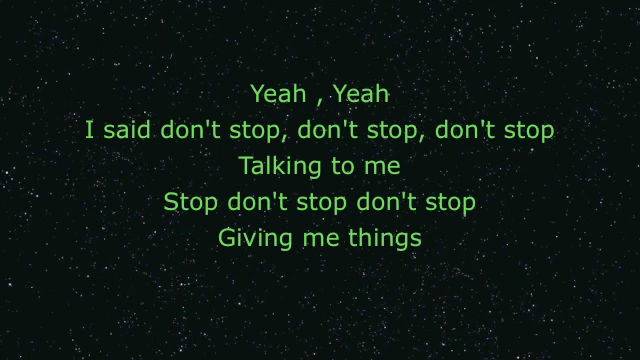 Yeah , Yeah
I said don't stop, don't stop, don't stop
Talking to me
Stop don't stop don't stop
Giving me things